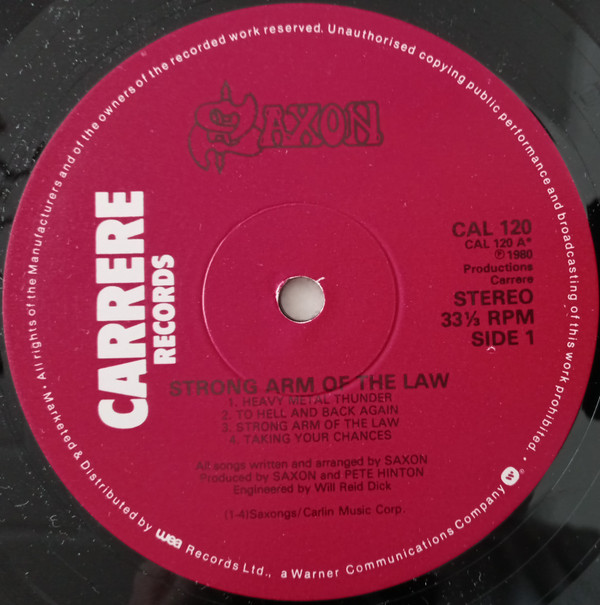 · All rights of the Manufacturers and of the owners of the recorded work reserved. Unauthorised copying public performance and broadcasting of this work prohibited. ·
SAXON
CARRERE
RECORDS
CAL 120
CAL 120 A*
℗ 1980
Productions
Carrere
STEREO
33⅓ RPM
SIDE 1
STRONG ARM OF THE LAW
1. HEAVY METAL THUNDER
2. TO HELL AND BACK AGAIN
3. STRONG ARM OF THE LAW
4. TAKING YOUR CHANCES
All songs written and arranged by SAXON
Produced by SAXON and PETE HINTON
Engineered by Will Reid Dick
(1-4)Saxongs/Carlin Music Corp.
Marketed & Distributed by wea Records Ltd., a Warner Communications Company